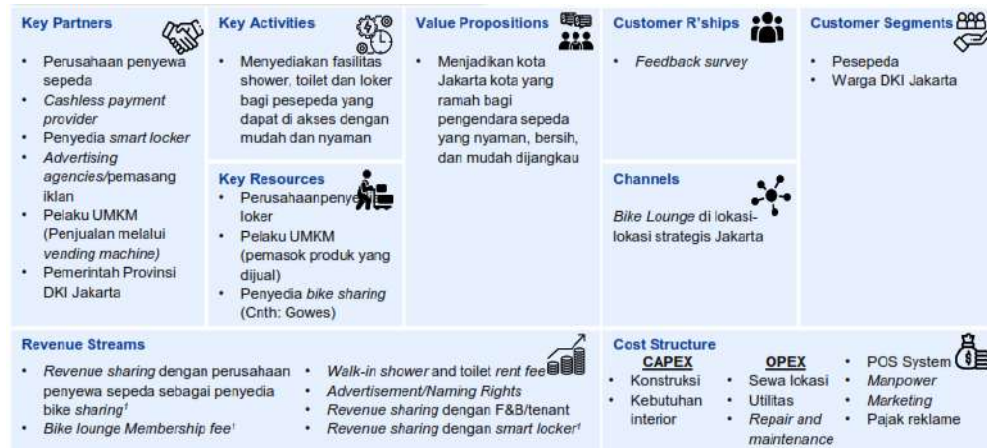 Key Partners
• Perusahaan penyewa
sepeda
• Cashless payment
provider
• Penyedia smart locker
• Advertising
agencies/pemasang
iklan
• Pelaku UMKM
(Penjualan melalui
vending machine)
• Pemerintah Provinsi
DKI Jakarta
Key Activities
• Menyediakan fasilitas
shower, toilet dan loker
bagi pesepeda yang
dapat di akses dengan
mudah dan nyaman
Key Resources
• Perusahaanpenyedia
loker
• Pelaku UMKM
(pemasok produk yang
dijual)
• Penyedia bike sharing
(Cnth: Gowes)
Value Propositions
• Menjadikan kota
Jakarta kota yang
ramah bagi
pengendara sepeda
yang nyaman, bersih,
dan mudah dijangkau
Customer R'ships
• Feedback survey
Channels
Bike Lounge di lokasi-
lokasi strategis Jakarta
Customer Segments
• Pesepeda
• Warga DKI Jakarta
Revenue Streams
• Revenue sharing dengan perusahaan
penyewa sepeda sebagai penyedia
bike sharing¹
• Bike lounge Membership fee¹
• Walk-in shower and toilet rent fee
• Advertisement/Naming Rights
• Revenue sharing dengan F&B/tenant
• Revenue sharing dengan smart locker¹
Cost Structure
CAPEX
• Konstruksi
• Kebutuhan
interior
OPEX
• Sewa lokasi
• Utilitas
• Repair and
maintenance
• POS System
• Manpower
• Marketing
• Pajak reklame